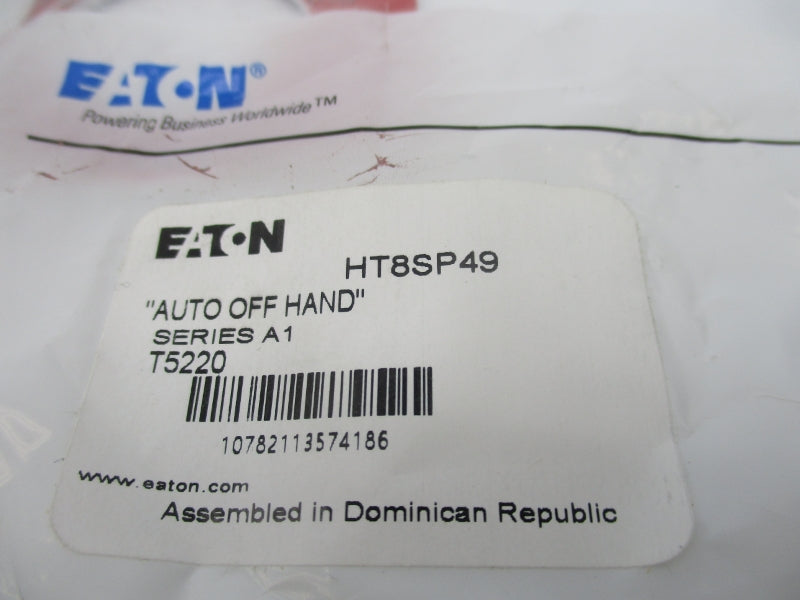 EATON®
Powering Business Worldwide™
EATON
HT8SP49
"AUTO OFF HAND"
SERIES A1
T5220
10782113574186
www.eaton.com
Assembled in Dominican Republic